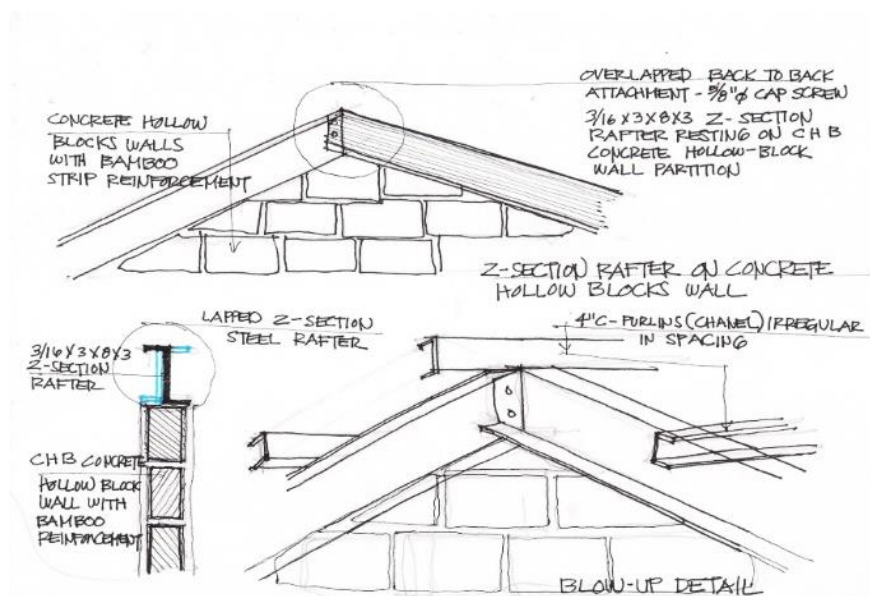 OVERLAPPED BACK TO BACK
ATTACHMENT - 5/8"Ø CAP SCREW
3/16 X 3 X 8 X 3 Z-SECTION
RAFTER RESTING ON CHB
CONCRETE HOLLOW-BLOCK
WALL PARTITION
CONCRETE HOLLOW
BLOCKS WALLS
WITH BAMBOO
STRIP REINFORCEMENT
Z-SECTION RAFTER ON CONCRETE
HOLLOW BLOCKS WALL
LAPPED Z-SECTION
STEEL RAFTER
4"C-PURLINS (CHANEL) IRREGULAR
IN SPACING
3/16 X 3 X 8 X 3
Z-SECTION
RAFTER
CHB CONCRETE
HOLLOW BLOCK
WALL WITH
BAMBOO
REINFORCEMENT
BLOW-UP DETAIL